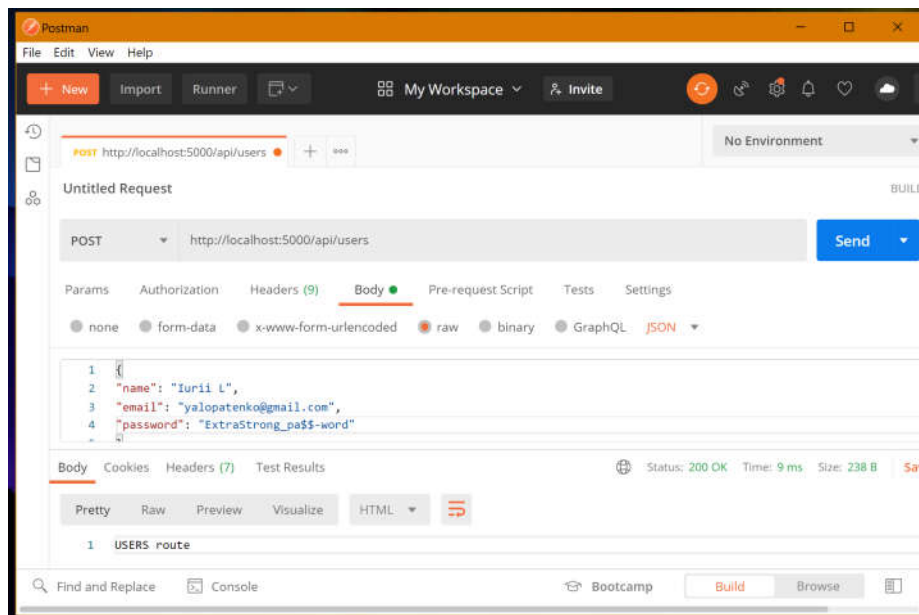 Postman
File Edit View Help
+ New Import Runner My Workspace Invite
POST http://localhost:5000/api/users + ooo No Environment
Untitled Request BUILD
POST http://localhost:5000/api/users Send
Params Authorization Headers (9) Body Pre-request Script Tests Settings
none form-data x-www-form-urlencoded raw binary GraphQL JSON
1 {
2 "name": "Iurii L",
3 "email": "yalopatenko@gmail.com",
4 "password": "ExtraStrong_pa$$-word"
Body Cookies Headers (7) Test Results Status: 200 OK Time: 9 ms Size: 238 B
Pretty Raw Preview Visualize HTML
1 USERS route
Find and Replace Console Bootcamp Build Browse